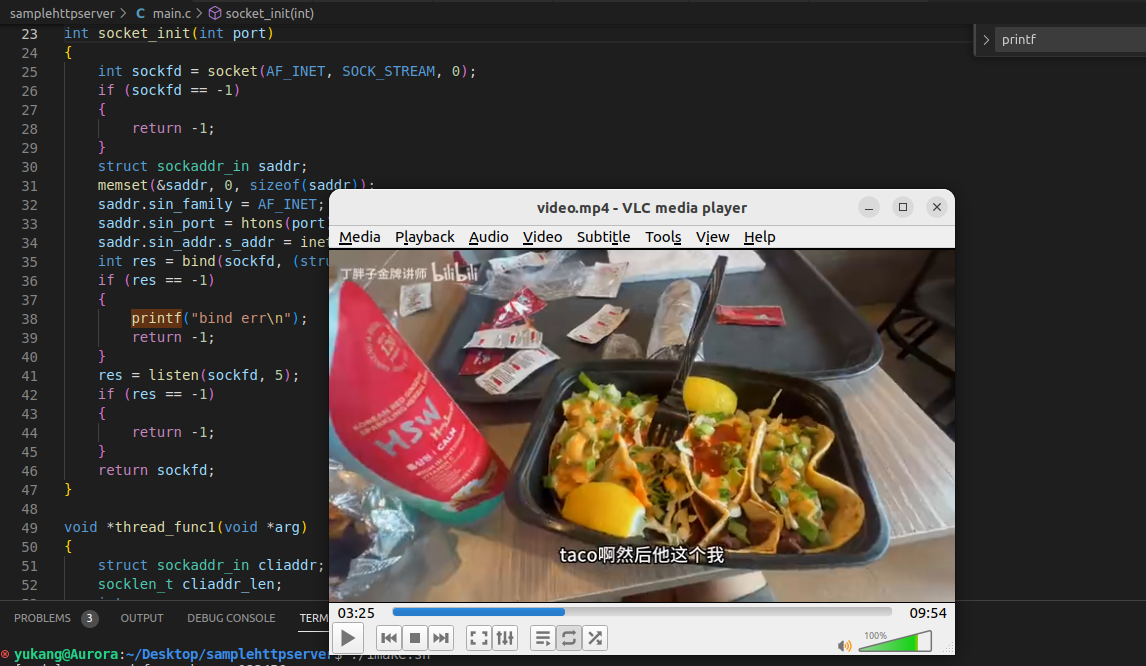 samplehttpserver > C main.c > socket_init(int)
printf
23 int socket_init(int port)
24 {
25 int sockfd = socket(AF_INET, SOCK_STREAM, 0);
26 if (sockfd == -1)
27 {
28 return -1;
29 }
30 struct sockaddr_in saddr;
31 memset(&saddr, 0, sizeof(saddr));
32 saddr.sin_family = AF_INET;
33 saddr.sin_port = htons(port)
34 saddr.sin_addr.s_addr = inet
35 int res = bind(sockfd, (stru
36 if (res == -1)
37 {
38 printf("bind err\n");
39 return -1;
40 }
41 res = listen(sockfd, 5);
42 if (res == -1)
43 {
44 return -1;
45 }
46 return sockfd;
47 }
48
49 void *thread_func1(void *arg)
50 {
51 struct sockaddr_in cliaddr;
52 socklen_t cliaddr_len;
video.mp4 - VLC media player
Media Playback Audio Video Subtitle Tools View Help
丁胖子金牌讲师 bilibili
KOREAN RED GINSENG
SPARKLING
HSW
CALM
taco啊然后他这个我
03:25 09:54
100%
PROBLEMS 3 OUTPUT DEBUG CONSOLE TERM
yukang@Aurora:~/Desktop/samplehttpserver$